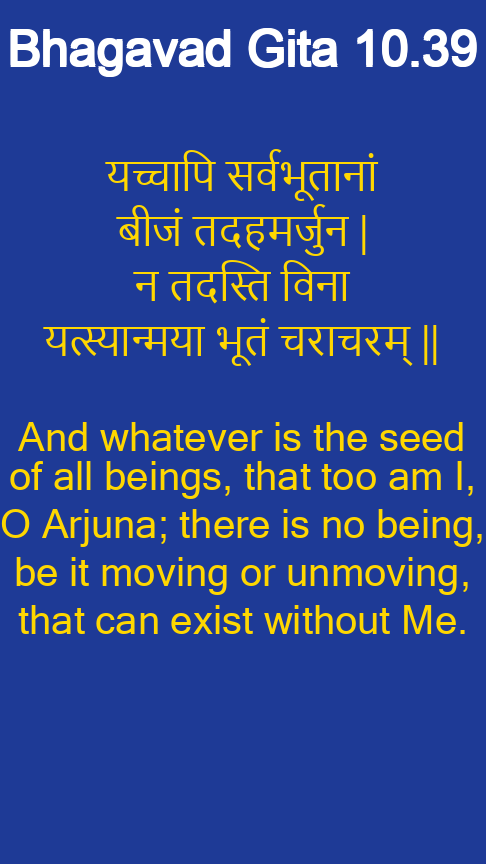 Bhagavad Gita 10.39
यच्चापि सर्वभूतानां
बीजं तदहमर्जुन |
न तदस्ति विना
यत्स्यान्मया भूतं चराचरम् ||
And whatever is the seed
of all beings, that too am I,
O Arjuna; there is no being,
be it moving or unmoving,
that can exist without Me.